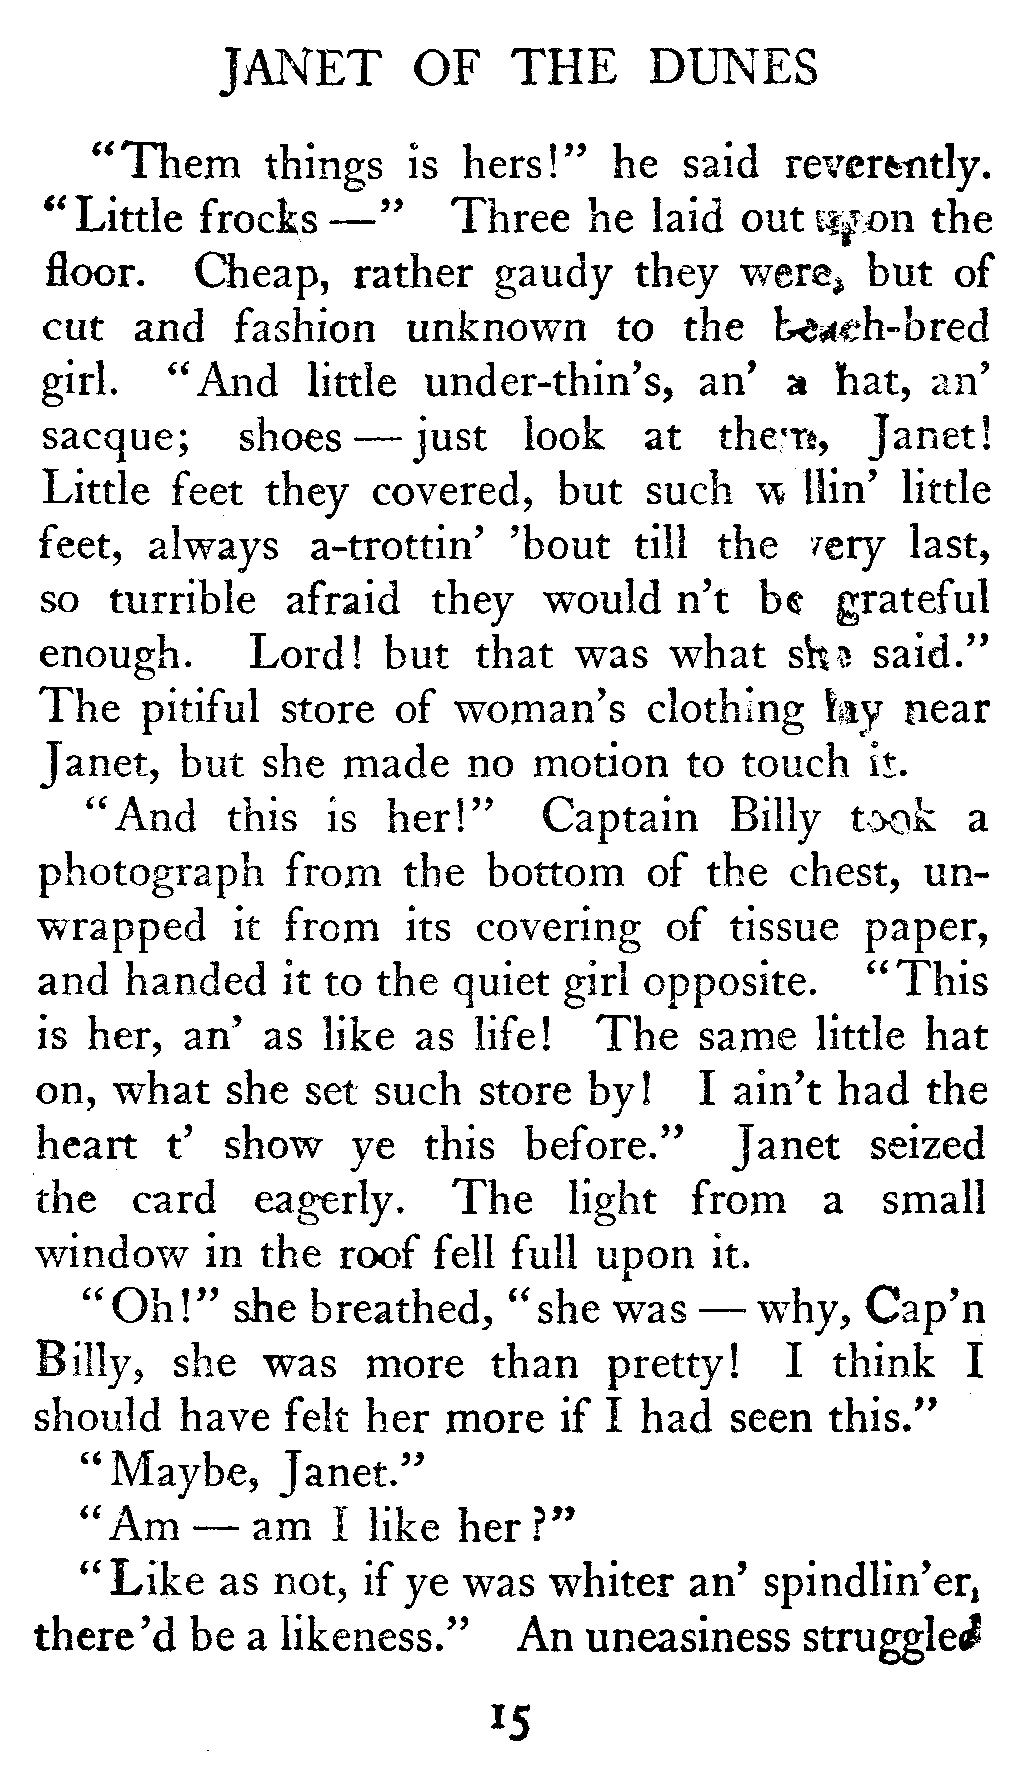 JANET OF THE DUNES
"Them things is hers!" he said reverently.
"Little frocks—" Three he laid out upon the
floor. Cheap, rather gaudy they were, but of
cut and fashion unknown to the beach-bred
girl. "And little under-thin's, an' a hat, an'
sacque; shoes — just look at them, Janet!
Little feet they covered, but such willin' little
feet, always a-trottin' 'bout till the very last,
so turrible afraid they would n't be grateful
enough. Lord! but that was what she said."
The pitiful store of woman's clothing lay near
Janet, but she made no motion to touch it.
"And this is her!" Captain Billy took a
photograph from the bottom of the chest, un-
wrapped it from its covering of tissue paper,
and handed it to the quiet girl opposite. "This
is her, an' as like as life! The same little hat
on, what she set such store by! I ain't had the
heart t' show ye this before." Janet seized
the card eagerly. The light from a small
window in the roof fell full upon it.
"Oh!" she breathed, "she was — why, Cap'n
Billy, she was more than pretty! I think I
should have felt her more if I had seen this."
"Maybe, Janet."
"Am — am I like her?"
"Like as not, if ye was whiter an' spindlin'er,
there 'd be a likeness." An uneasiness struggled
15